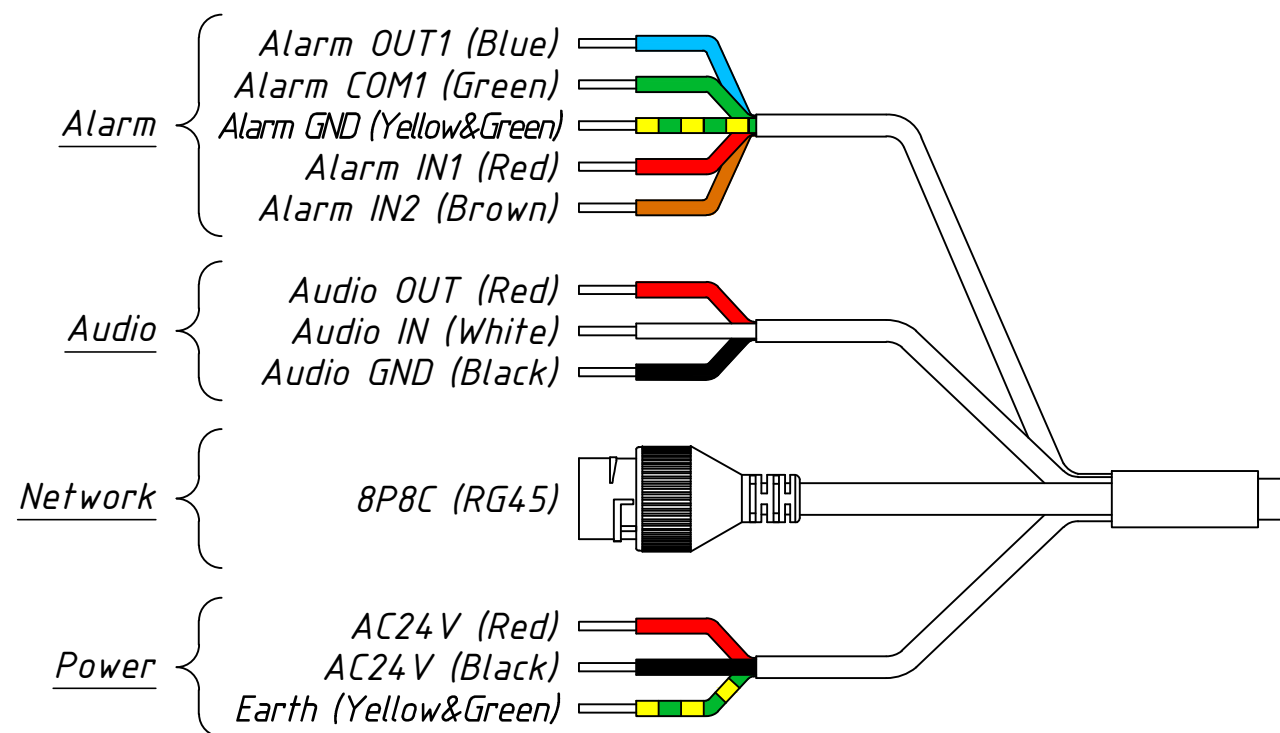 Alarm
Alarm OUT1 (Blue)
Alarm COM1 (Green)
Alarm GND (Yellow&Green)
Alarm IN1 (Red)
Alarm IN2 (Brown)
Audio
Audio OUT (Red)
Audio IN (White)
Audio GND (Black)
Network
8P8C (RG45)
Power
AC24V (Red)
AC24V (Black)
Earth (Yellow&Green)